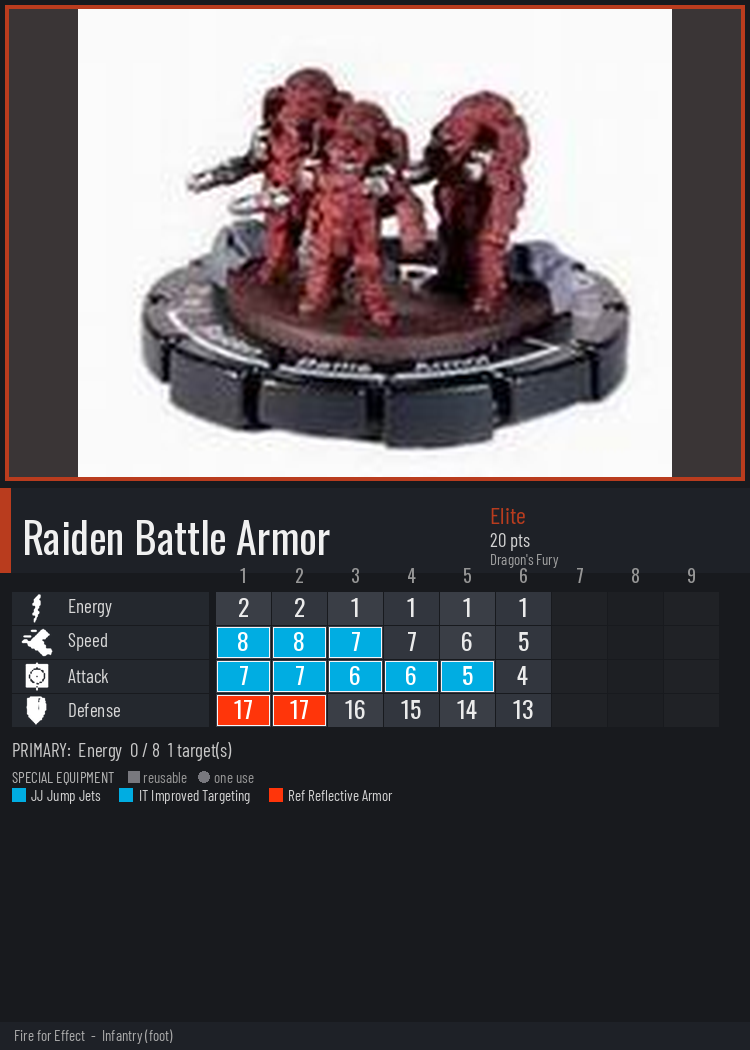 Battle Armor
Raiden Battle Armor
Elite
20 pts
Dragon's Fury
1 2 3 4 5 6 7 8 9
Energy 2 2 1 1 1 1
Speed 8 8 7 7 6 5
Attack 7 7 6 6 5 4
Defense 17 17 16 15 14 13
PRIMARY: Energy 0 / 8 1 target(s)
SPECIAL EQUIPMENT reusable one use
JJ Jump Jets IT Improved Targeting Ref Reflective Armor
Fire for Effect - Infantry (foot)